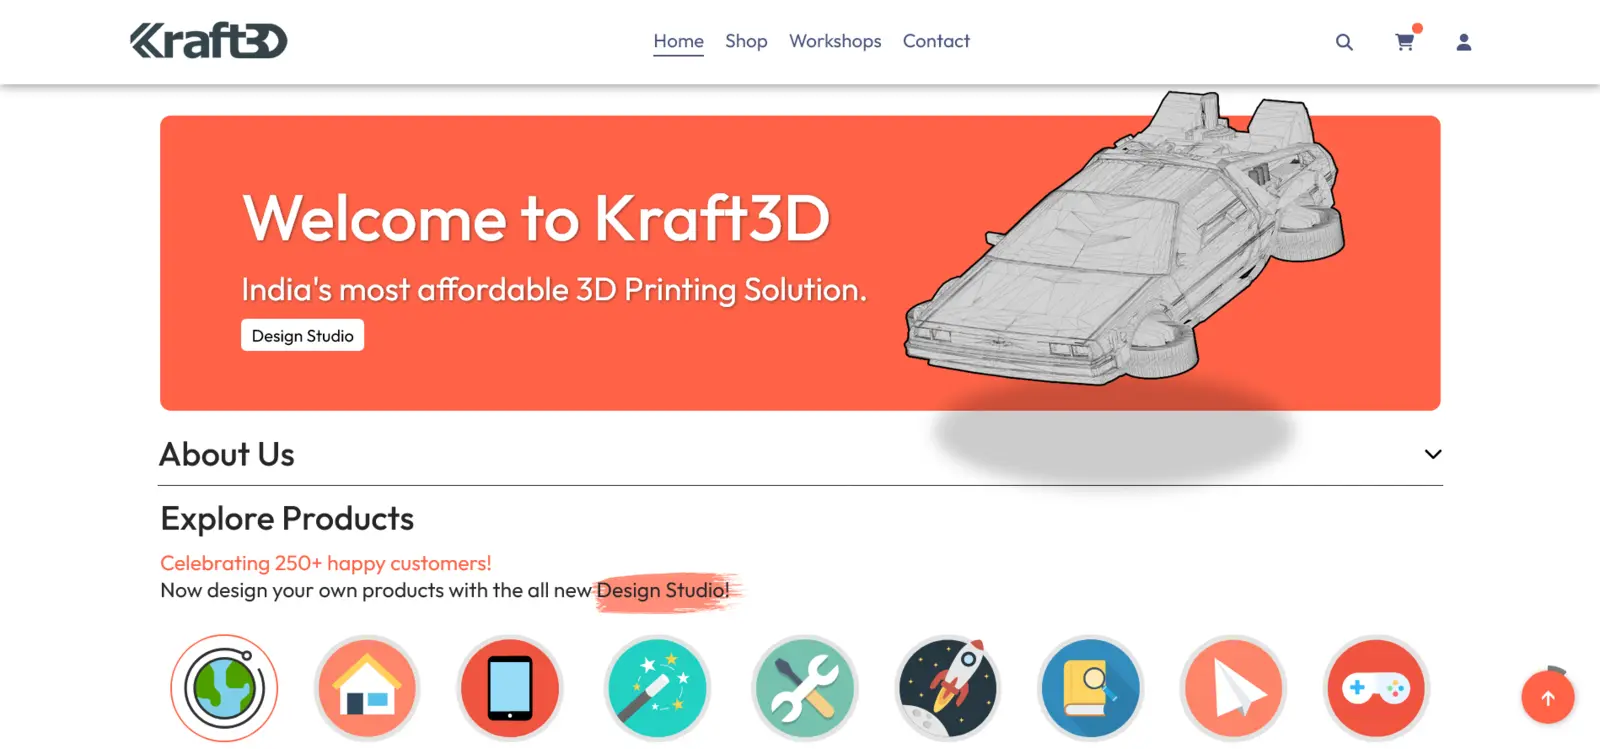 Kraft3D
Home Shop Workshops Contact
Welcome to Kraft3D
India's most affordable 3D Printing Solution.
Design Studio
About Us
Explore Products
Celebrating 250+ happy customers!
Now design your own products with the all new Design Studio!